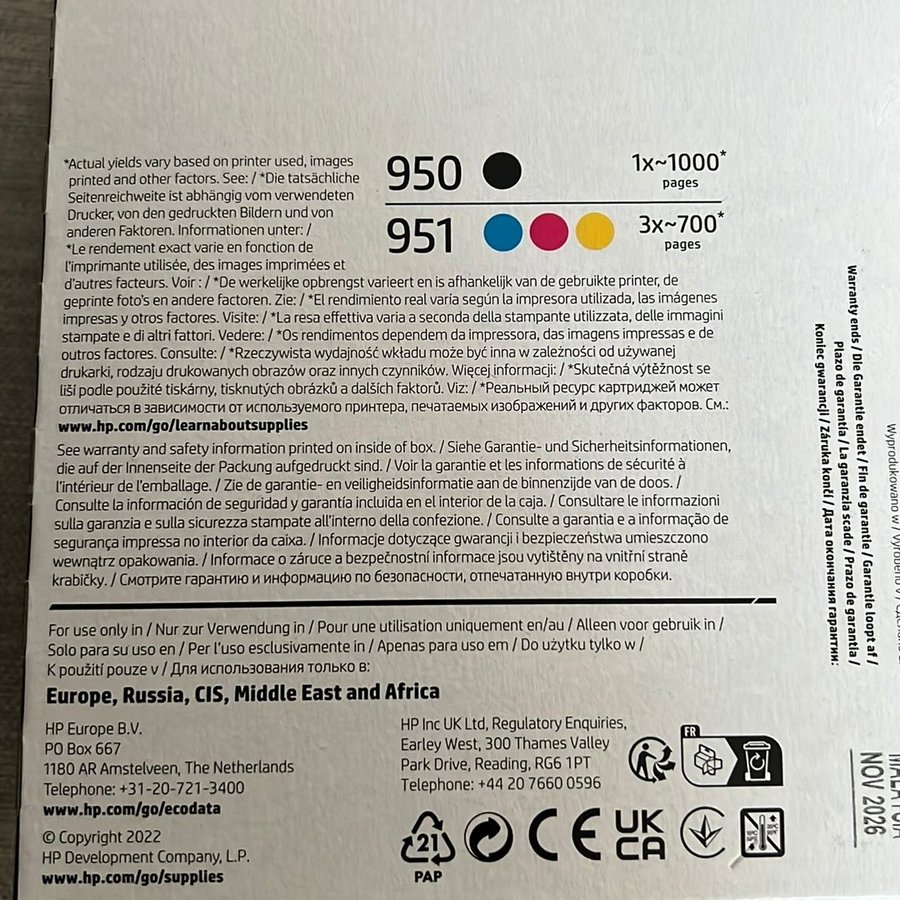 *Actual yields vary based on printer used, images
printed and other factors. See: / *Die tatsächliche
Seitenreichweite ist abhängig vom verwendeten
Drucker, von den gedruckten Bildern und von
anderen Faktoren. Informationen unter: /
*Le rendement exact varie en fonction de
l'imprimante utilisée, des images imprimées et
d'autres facteurs. Voir : / *De werkelijke opbrengst varieert en is afhankelijk van de gebruikte printer, de
geprinte foto's en andere factoren. Zie: / *El rendimiento real varía según la impresora utilizada, las imágenes
impresas y otros factores. Visite: / *La resa effettiva varia a seconda della stampante utilizzata, delle immagini
stampate e di altri fattori. Vedere: / *Os rendimentos dependem da impressora, das imagens impressas e de
outros factores. Consulte: / *Rzeczywista wydajność wkładu może być inna w zależności od używanej
drukarki, rodzaju drukowanych obrazów oraz innych czynników. Więcej informacji: / *Skutečná výtěžnost se
liší podle použité tiskárny, tisknutých obrázků a dalších faktorů. Viz: / *Реальный ресурс картриджей может
отличаться в зависимости от используемого принтера, печатаемых изображений и других факторов. См.:
www.hp.com/go/learnaboutsupplies
950
1x~1000*
pages
951
3x~700*
pages
See warranty and safety information printed on inside of box. / Siehe Garantie- und Sicherheitsinformationen,
die auf der Innenseite der Packung aufgedruckt sind. / Voir la garantie et les informations de sécurité à
l'intérieur de l'emballage. / Zie de garantie- en veiligheidsinformatie aan de binnenzijde van de doos. /
Consulte la información de seguridad y garantía incluida en el interior de la caja. / Consultare le informazioni
sulla garanzia e sulla sicurezza stampate all'interno della confezione. / Consulte a garantia e a informação de
segurança impressa no interior da caixa. / Informacje dotyczące gwarancji i bezpieczeństwa umieszczono
wewnątrz opakowania. / Informace o záruce a bezpečnostní informace jsou vytištěny na vnitřní straně
krabičky. / Смотрите гарантию и информацию по безопасности, отпечатанную внутри коробки.
For use only in / Nur zur Verwendung in / Pour une utilisation uniquement en/au / Alleen voor gebruik in /
Solo para su uso en / Per l'uso esclusivamente in / Apenas para uso em / Do użytku tylko w /
K použití pouze v / Для использования только в:
Europe, Russia, CIS, Middle East and Africa
HP Europe B.V.
PO Box 667
1180 AR Amstelveen, The Netherlands
Telephone: +31-20-721-3400
www.hp.com/go/ecodata
© Copyright 2022
HP Development Company, L.P.
www.hp.com/go/supplies
HP Inc UK Ltd, Regulatory Enquiries,
Earley West, 300 Thames Valley
Park Drive, Reading, RG6 1PT
Telephone: +44 20 7660 0596
FR
21
PAP
CE
UK
CA
Warranty ends / Die Garantie endet / Fin de garantie / Garantie loopt af /
Plazo de garantía / La garanzia scade / Prazo de garantia /
Koniec gwarancji / Záruka končí / Дата окончания гарантии:
Wyprodukowano w / Vyrobeno v /
NOV 2026